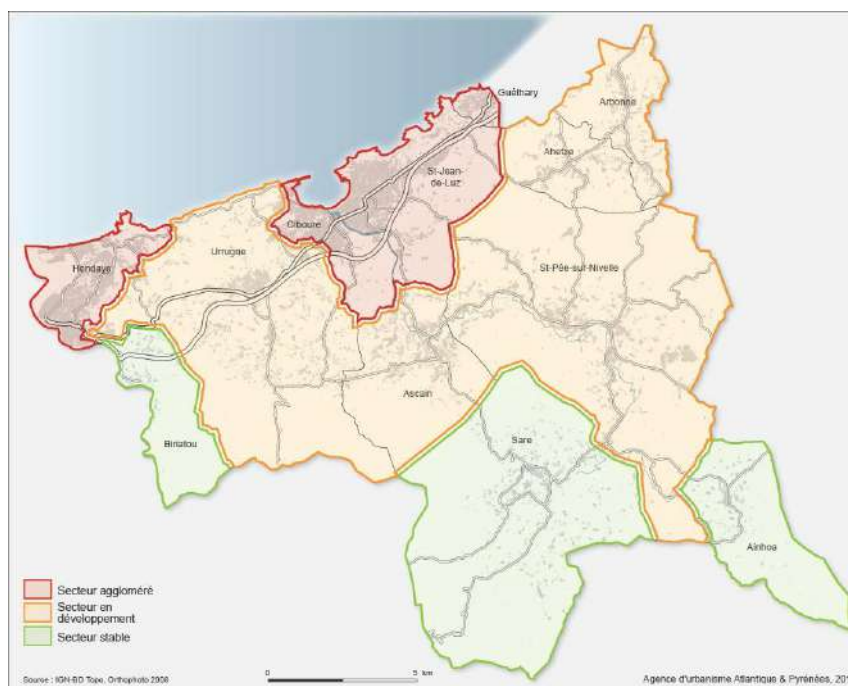 Guéthary
Arbonne
Ahetze
St-Jean-
de-Luz
Ciboure
Urrugne
Hendaye
St-Pée-sur-Nivelle
Ascain
Biriatou
Sare
Ainhoa
Secteur aggloméré
Secteur en
développement
Secteur stable
Source : IGN-BD Topo, Orthophoto 2008
0 5 km
Agence d'urbanisme Atlantique & Pyrénées, 201